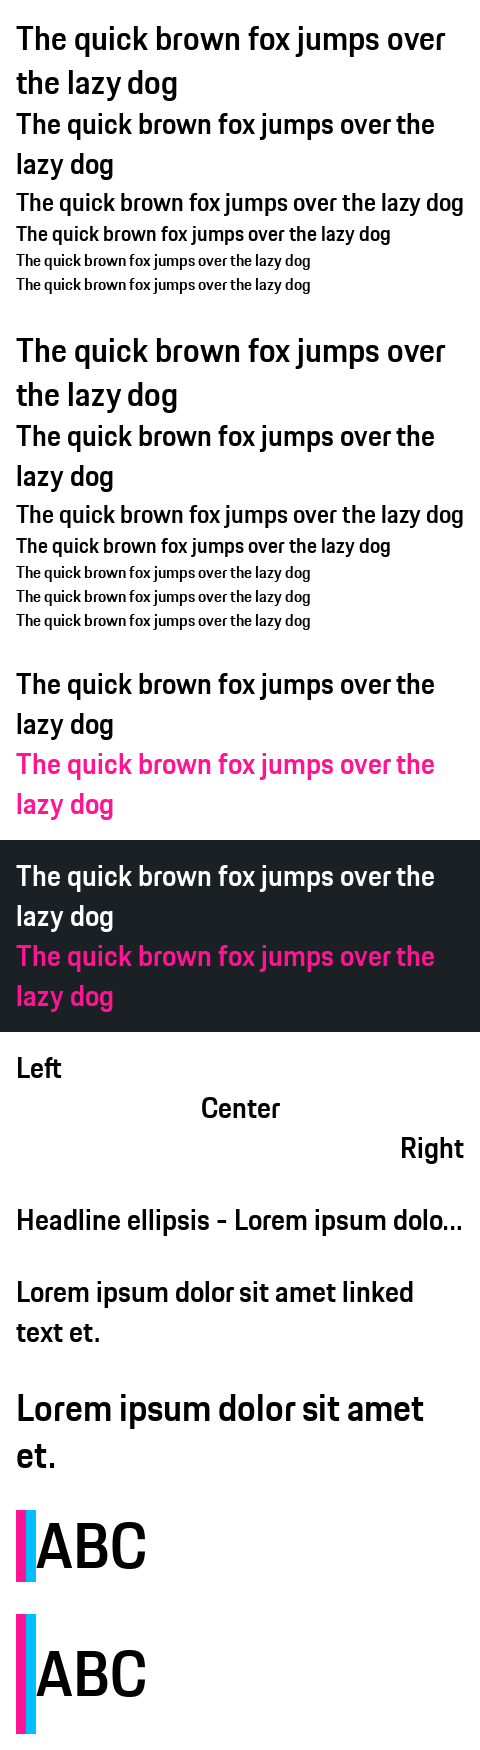 The quick brown fox jumps over
the lazy dog
The quick brown fox jumps over the
lazy dog
The quick brown fox jumps over the lazy dog
The quick brown fox jumps over the lazy dog
The quick brown fox jumps over the lazy dog
The quick brown fox jumps over the lazy dog
The quick brown fox jumps over
the lazy dog
The quick brown fox jumps over the
lazy dog
The quick brown fox jumps over the lazy dog
The quick brown fox jumps over the lazy dog
The quick brown fox jumps over the lazy dog
The quick brown fox jumps over the lazy dog
The quick brown fox jumps over the lazy dog
The quick brown fox jumps over the
lazy dog
The quick brown fox jumps over the
lazy dog
The quick brown fox jumps over the
lazy dog
The quick brown fox jumps over the
lazy dog
Left
Center
Right
Headline ellipsis - Lorem ipsum dolo...
Lorem ipsum dolor sit amet linked
text et.
Lorem ipsum dolor sit amet
et.
ABC
ABC